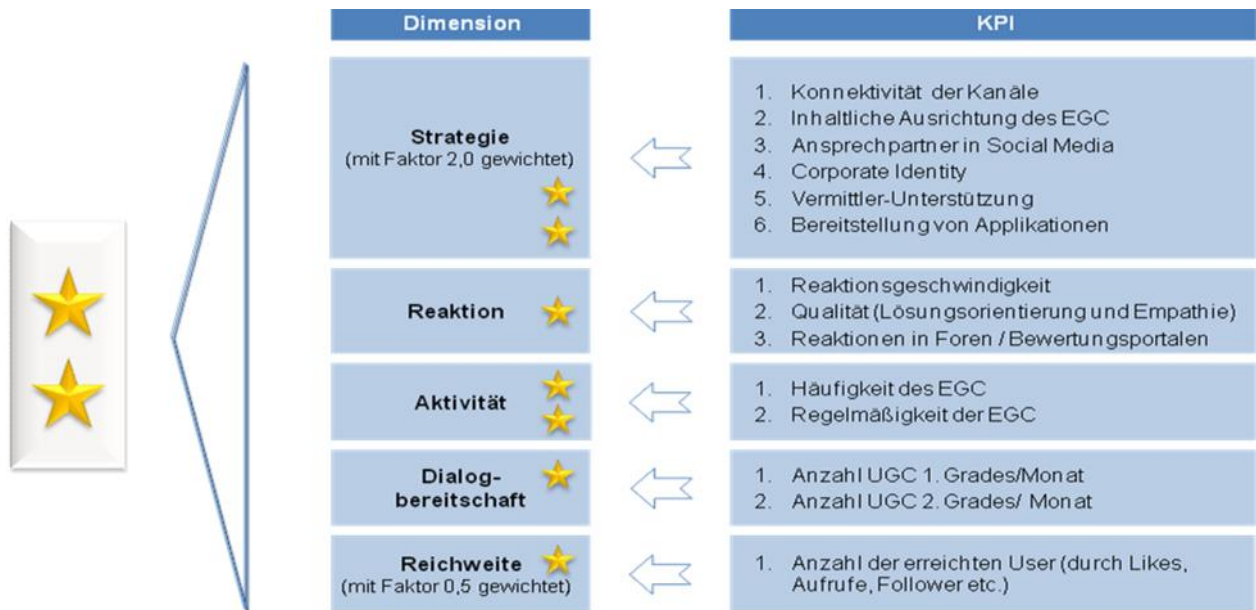 Dimension
KPI
Strategie
(mit Faktor 2,0 gewichtet)
1. Konnektivität der Kanäle
2. Inhaltliche Ausrichtung des EGC
3. Ansprechpartner in Social Media
4. Corporate Identity
5. Vermittler-Unterstützung
6. Bereitstellung von Applikationen
Reaktion
1. Reaktionsgeschwindigkeit
2. Qualität (Lösungsorientierung und Empathie)
3. Reaktionen in Foren / Bewertungsportalen
Aktivität
1. Häufigkeit des EGC
2. Regelmäßigkeit der EGC
Dialog-
bereitschaft
1. Anzahl UGC 1. Grades/Monat
2. Anzahl UGC 2. Grades/ Monat
Reichweite
(mit Faktor 0,5 gewichtet)
1. Anzahl der erreichten User (durch Likes,
Aufrufe, Follower etc.)